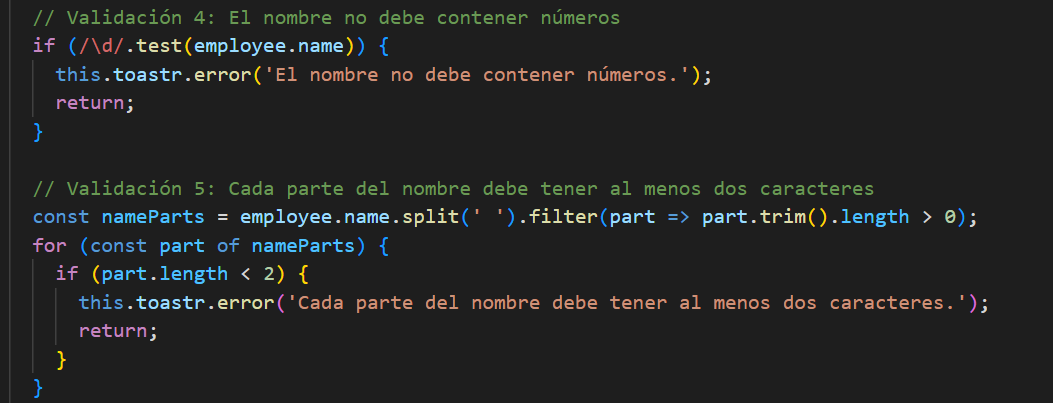 // Validación 4: El nombre no debe contener números
if (/\d/.test(employee.name)) {
  this.toastr.error('El nombre no debe contener números.');
  return;
}

// Validación 5: Cada parte del nombre debe tener al menos dos caracteres
const nameParts = employee.name.split(' ').filter(part => part.trim().length > 0);
for (const part of nameParts) {
  if (part.length < 2) {
    this.toastr.error('Cada parte del nombre debe tener al menos dos caracteres.');
    return;
  }
}